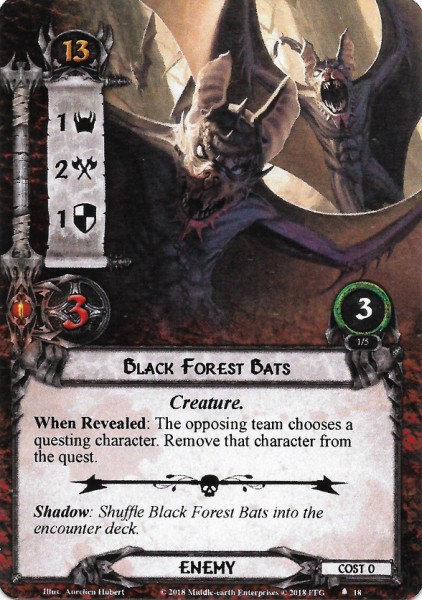 13
1
2
1
3
3
1/5
BLACK FOREST BATS
Creature.
When Revealed: The opposing team chooses a
questing character. Remove that character from
the quest.
Shadow: Shuffle Black Forest Bats into the
encounter deck.
ENEMY
COST 0
Illus. Aurelien Hubert
© 2018 Middle-earth Enterprises © 2018 FFG
18